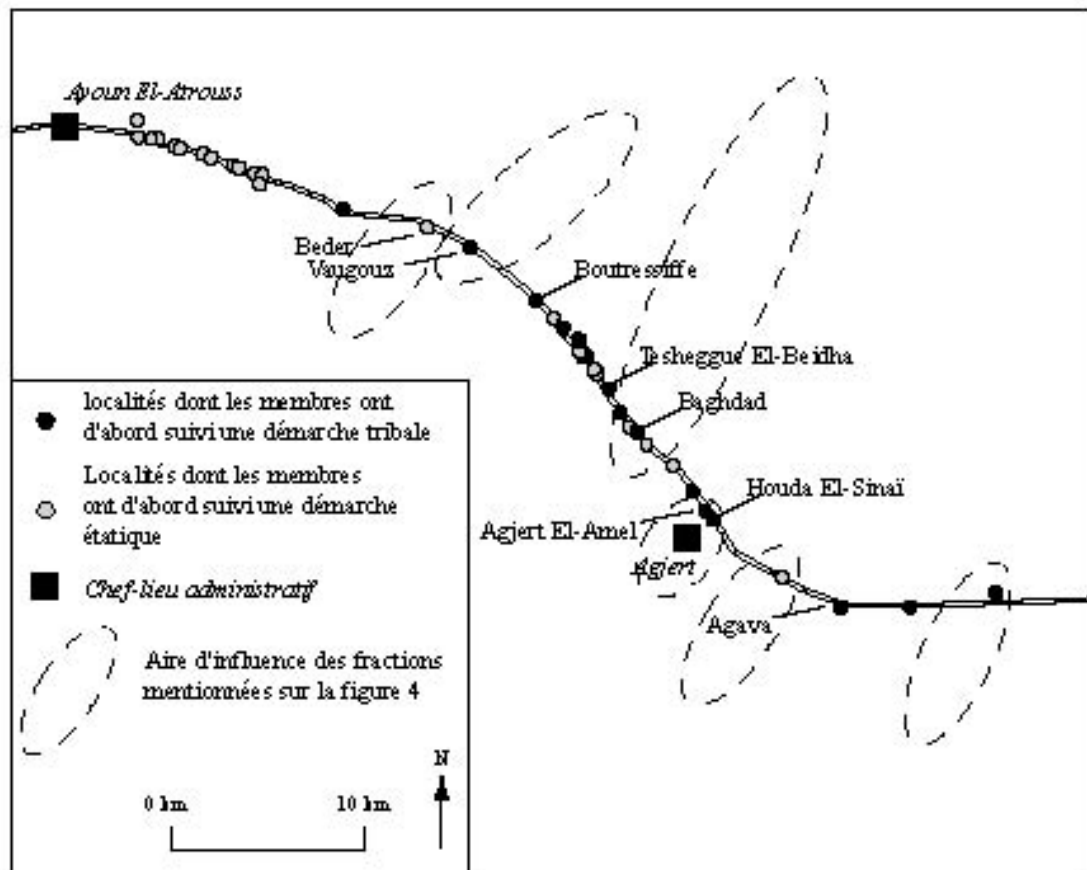 Ayoun El-Atrouss
Beder
Vaugouz
Boutressiffe
Tesheggue El-Beidha
Baghdad
Houda El-Sinaï
Agjert El-Amel
Agjert
Agava
localités dont les membres ont
d'abord suivi une démarche tribale
Localités dont les membres
ont d'abord suivi une démarche
étatique
Chef-lieu administratif
Aire d'influence des fractions
mentionnées sur la figure 4
N
0 km
10 km